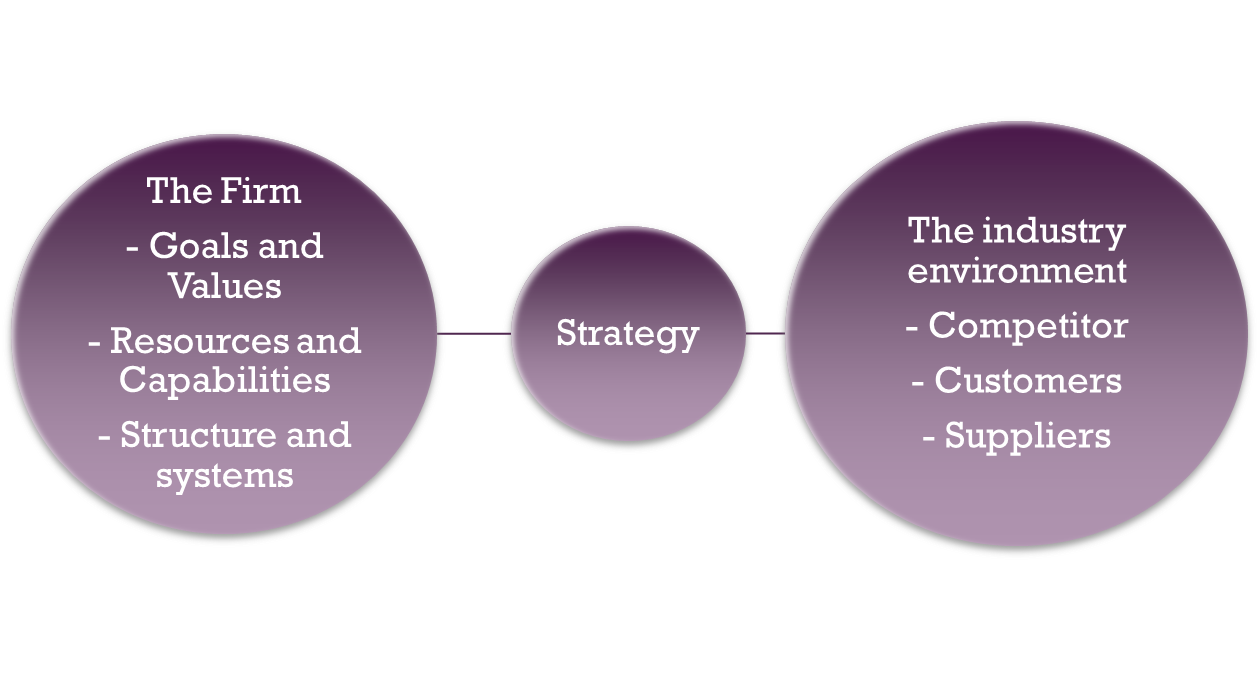 The Firm
- Goals and
Values
- Resources and
Capabilities
- Structure and
systems
Strategy
The industry
environment
- Competitor
- Customers
- Suppliers